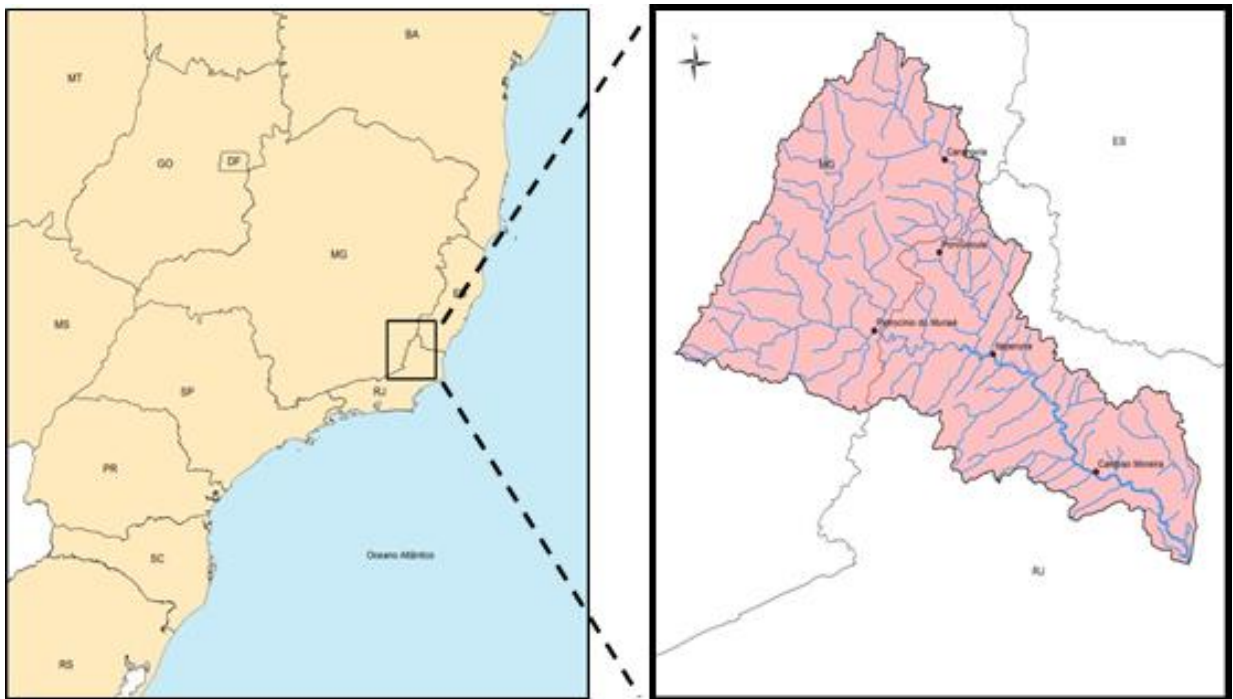 BA
MT
GO
DF
MG
MS
ES
SP
RJ
PR
Oceano Atlântico
SC
RS
N
ES
MG
Carangola
Porciúncula
Patrocínio do Muriaé
Itaperuna
Cardoso Moreira
RJ